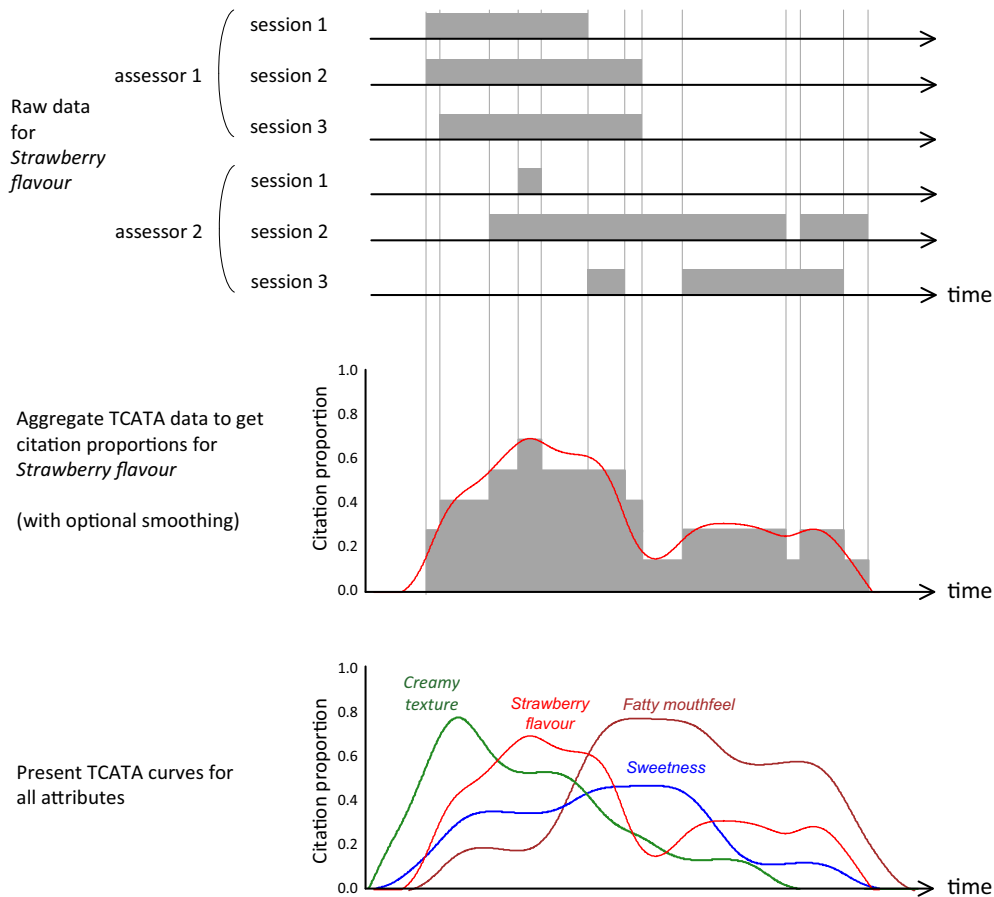 session 1
session 2
assessor 1
session 3
Raw data
for
Strawberry
flavour
session 1
assessor 2
session 2
session 3
time
Aggregate TCATA data to get
citation proportions for
Strawberry flavour
(with optional smoothing)
Citation proportion
1.0
0.8
0.6
0.4
0.2
0.0
time
Present TCATA curves for
all attributes
Citation proportion
1.0
0.8
0.6
0.4
0.2
0.0
Creamy
texture
Strawberry
flavour
Fatty mouthfeel
Sweetness
time